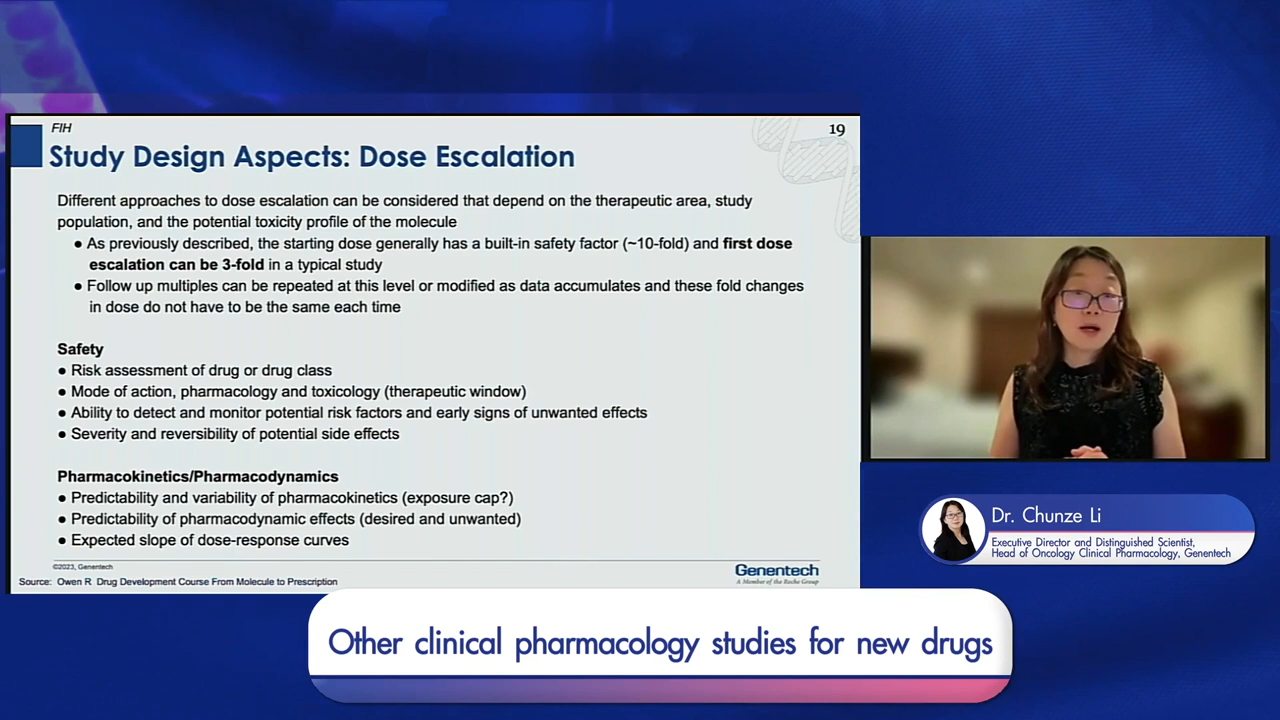 FIH
19
Study Design Aspects: Dose Escalation
Different approaches to dose escalation can be considered that depend on the therapeutic area, study
population, and the potential toxicity profile of the molecule
● As previously described, the starting dose generally has a built-in safety factor (~10-fold) and first dose
escalation can be 3-fold in a typical study
● Follow up multiples can be repeated at this level or modified as data accumulates and these fold changes
in dose do not have to be the same each time
Safety
● Risk assessment of drug or drug class
● Mode of action, pharmacology and toxicology (therapeutic window)
● Ability to detect and monitor potential risk factors and early signs of unwanted effects
● Severity and reversibility of potential side effects
Pharmacokinetics/Pharmacodynamics
● Predictability and variability of pharmacokinetics (exposure cap?)
● Predictability of pharmacodynamic effects (desired and unwanted)
● Expected slope of dose-response curves
©2023, Genentech
Genentech
A Member of the Roche Group
Source: Owen R Drug Development Course From Molecule to Prescription
Dr. Chunze Li
Executive Director and Distinguished Scientist,
Head of Oncology Clinical Pharmacology, Genentech
Other clinical pharmacology studies for new drugs